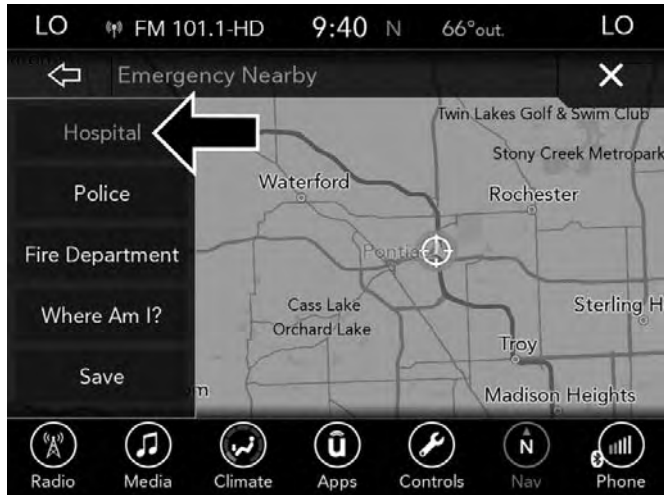 LO FM 101.1-HD 9:40 N 66°out. LO
Emergency Nearby
Hospital
Police
Fire Department
Where Am I?
Save
Twin Lakes Golf & Swim Club
Stony Creek Metropark
Waterford
Rochester
Cass Lake
Orchard Lake
Sterling H
Troy
Madison Heights
m
Radio Media Climate Apps Controls N Nav Phone